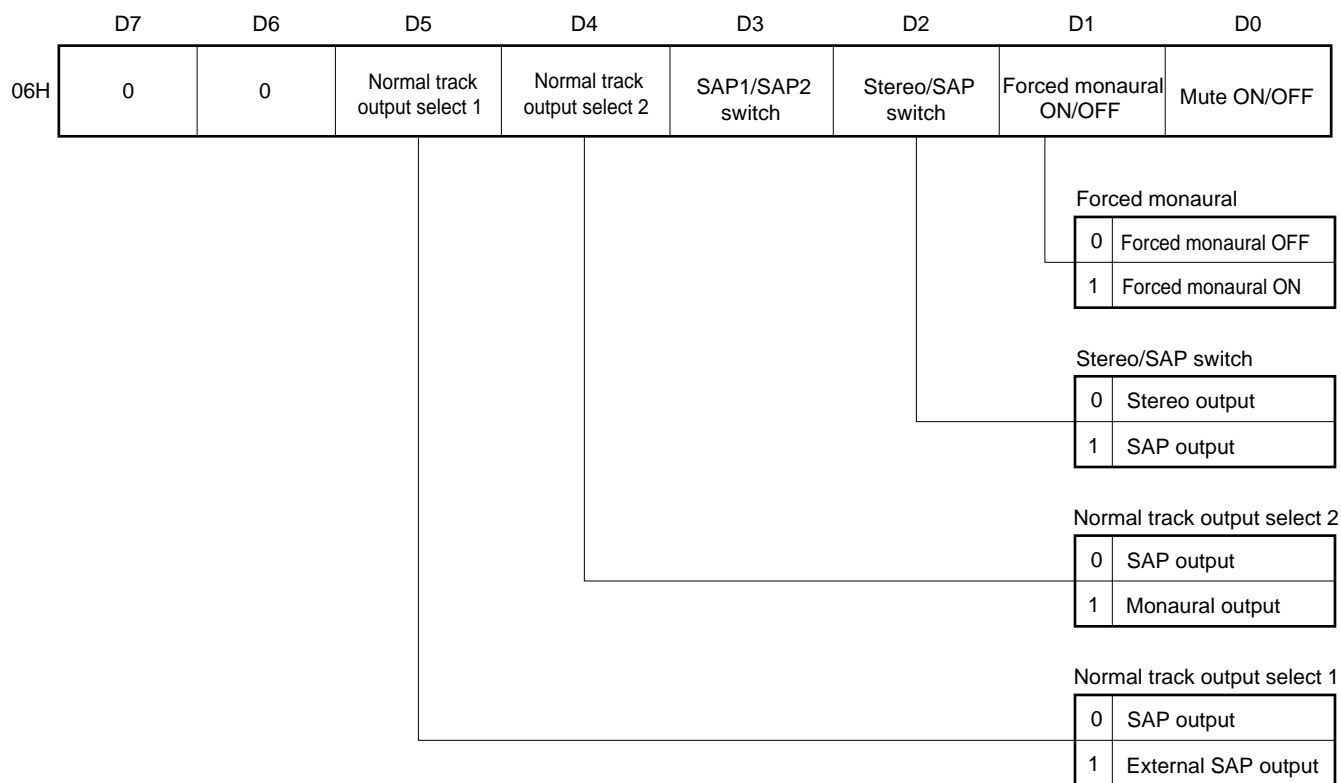 D7 D6 D5 D4 D3 D2 D1 D0
06H 0 0 Normal track output select 1 Normal track output select 2 SAP1/SAP2 switch Stereo/SAP switch Forced monaural ON/OFF Mute ON/OFF
Forced monaural
0 Forced monaural OFF
1 Forced monaural ON
Stereo/SAP switch
0 Stereo output
1 SAP output
Normal track output select 2
0 SAP output
1 Monaural output
Normal track output select 1
0 SAP output
1 External SAP output